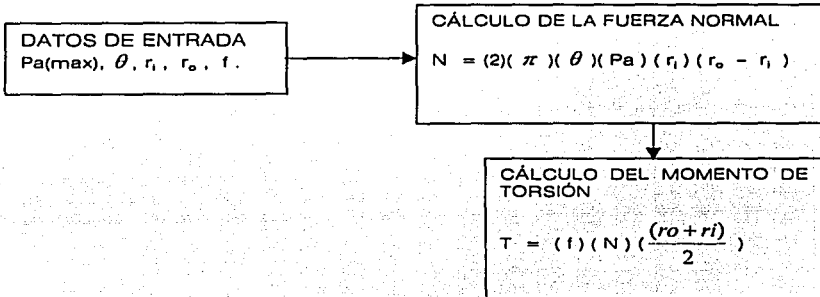 DATOS DE ENTRADA
Pa(max), θ, rᵢ, rₒ, f.
CÁLCULO DE LA FUERZA NORMAL
N = (2)( π )( θ )( Pa ) ( rᵢ ) ( rₒ - rᵢ )
CÁLCULO DEL MOMENTO DE
TORSIÓN
T = ( f ) ( N ) ( (ro + ri) / 2 )